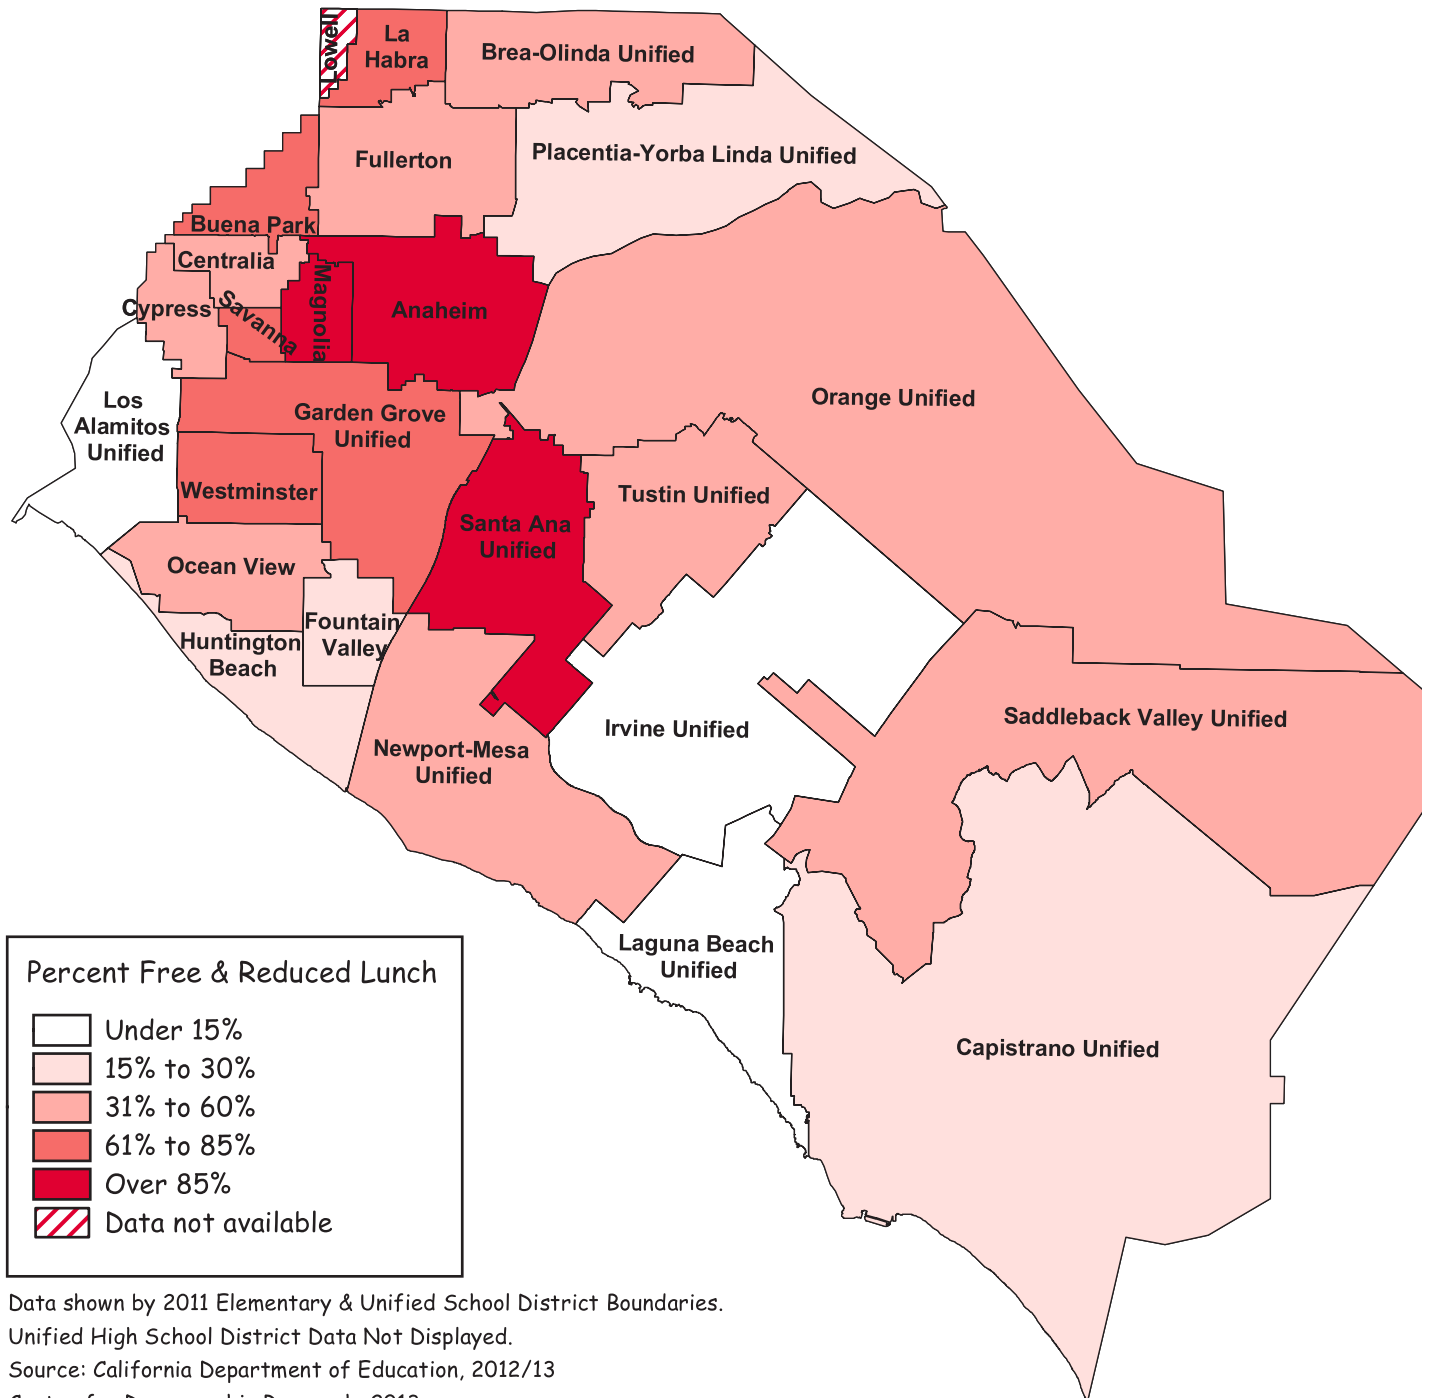 Lowell
La
Habra
Brea-Olinda Unified
Fullerton
Placentia-Yorba Linda Unified
Buena Park
Centralia
Cypress
Savanna
Magnolia
Anaheim
Orange Unified
Los
Alamitos
Unified
Garden Grove
Unified
Westminster
Tustin Unified
Santa Ana
Unified
Ocean View
Fountain
Valley
Huntington
Beach
Saddleback Valley Unified
Irvine Unified
Newport-Mesa
Unified
Laguna Beach
Unified
Capistrano Unified
Percent Free & Reduced Lunch
Under 15%
15% to 30%
31% to 60%
61% to 85%
Over 85%
Data not available
Data shown by 2011 Elementary & Unified School District Boundaries.
Unified High School District Data Not Displayed.
Source: California Department of Education, 2012/13